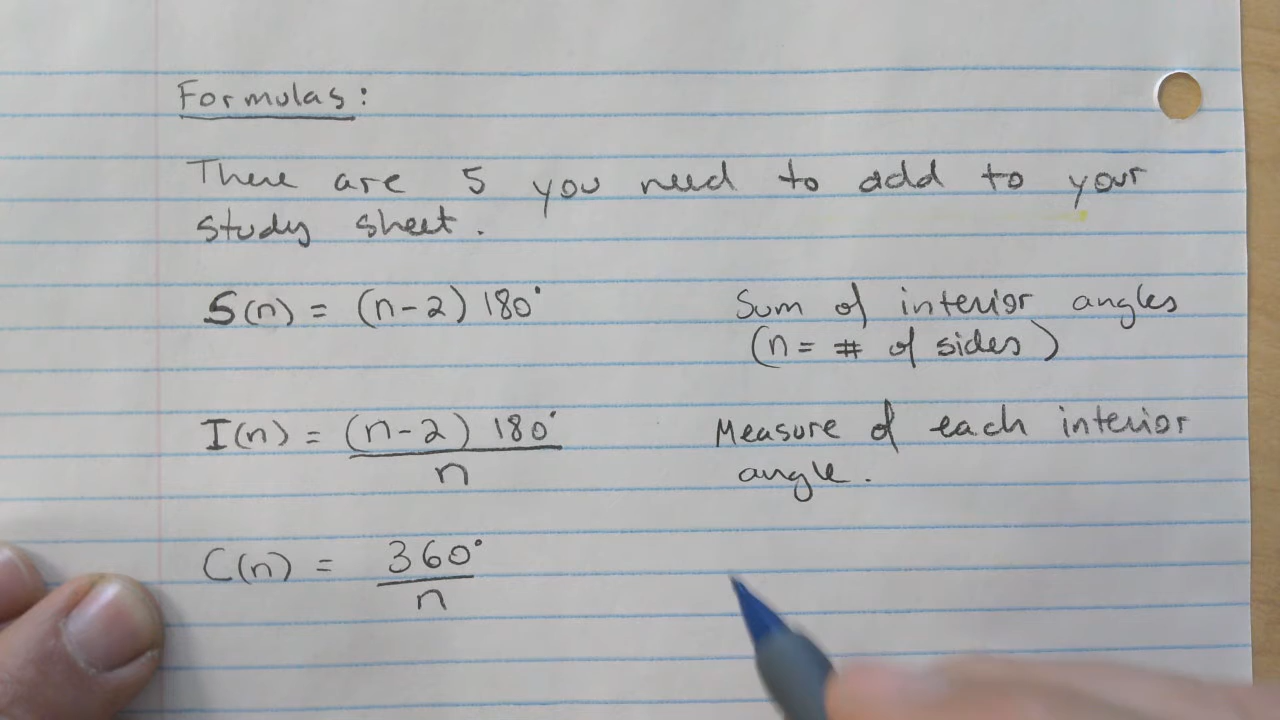 Formulas:
There are 5 you need to add to your
study sheet.
S(n) = (n-2) 180° Sum of interior angles
(n = # of sides)
I(n) = (n-2) 180° Measure of each interior
n angle.
C(n) = 360°
n